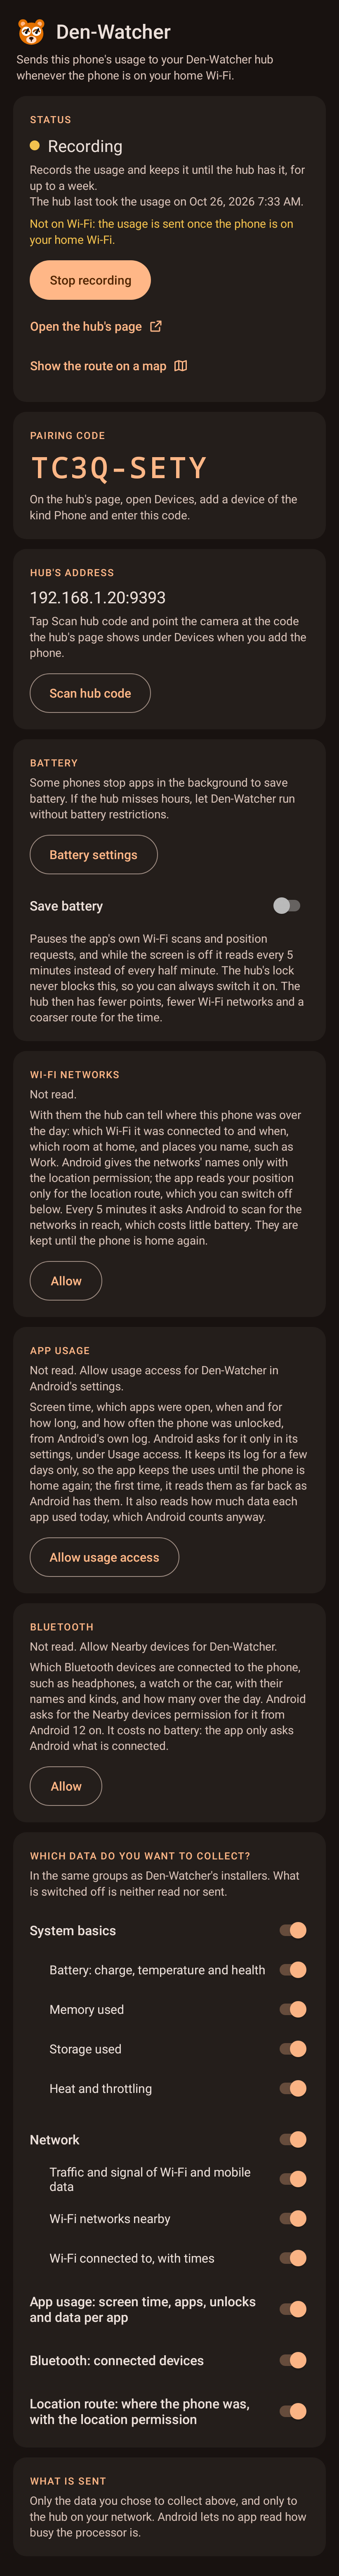 Den-Watcher
Sends this phone's usage to your Den-Watcher hub
whenever the phone is on your home Wi-Fi.
STATUS
Recording
Records the usage and keeps it until the hub has it, for
up to a week.
The hub last took the usage on Oct 26, 2026 7:33 AM.
Not on Wi-Fi: the usage is sent once the phone is on
your home Wi-Fi.
Stop recording
Open the hub's page
Show the route on a map
PAIRING CODE
TC3Q-SETY
On the hub's page, open Devices, add a device of the
kind Phone and enter this code.
HUB'S ADDRESS
192.168.1.20:9393
Tap Scan hub code and point the camera at the code
the hub's page shows under Devices when you add the
phone.
Scan hub code
BATTERY
Some phones stop apps in the background to save
battery. If the hub misses hours, let Den-Watcher run
without battery restrictions.
Battery settings
Save battery
Pauses the app's own Wi-Fi scans and position
requests, and while the screen is off it reads every 5
minutes instead of every half minute. The hub's lock
never blocks this, so you can always switch it on. The
hub then has fewer points, fewer Wi-Fi networks and a
coarser route for the time.
WI-FI NETWORKS
Not read.
With them the hub can tell where this phone was over
the day: which Wi-Fi it was connected to and when,
which room at home, and places you name, such as
Work. Android gives the networks' names only with
the location permission; the app reads your position
only for the location route, which you can switch off
below. Every 5 minutes it asks Android to scan for the
networks in reach, which costs little battery. They are
kept until the phone is home again.
Allow
APP USAGE
Not read. Allow usage access for Den-Watcher in
Android's settings.
Screen time, which apps were open, when and for
how long, and how often the phone was unlocked,
from Android's own log. Android asks for it only in its
settings, under Usage access. It keeps its log for a few
days only, so the app keeps the uses until the phone is
home again; the first time, it reads them as far back as
Android has them. It also reads how much data each
app used today, which Android counts anyway.
Allow usage access
BLUETOOTH
Not read. Allow Nearby devices for Den-Watcher.
Which Bluetooth devices are connected to the phone,
such as headphones, a watch or the car, with their
names and kinds, and how many over the day. Android
asks for the Nearby devices permission for it from
Android 12 on. It costs no battery: the app only asks
Android what is connected.
Allow
WHICH DATA DO YOU WANT TO COLLECT?
In the same groups as Den-Watcher's installers. What
is switched off is neither read nor sent.
System basics
Battery: charge, temperature and health
Memory used
Storage used
Heat and throttling
Network
Traffic and signal of Wi-Fi and mobile
data
Wi-Fi networks nearby
Wi-Fi connected to, with times
App usage: screen time, apps, unlocks
and data per app
Bluetooth: connected devices
Location route: where the phone was,
with the location permission
WHAT IS SENT
Only the data you chose to collect above, and only to
the hub on your network. Android lets no app read how
busy the processor is.